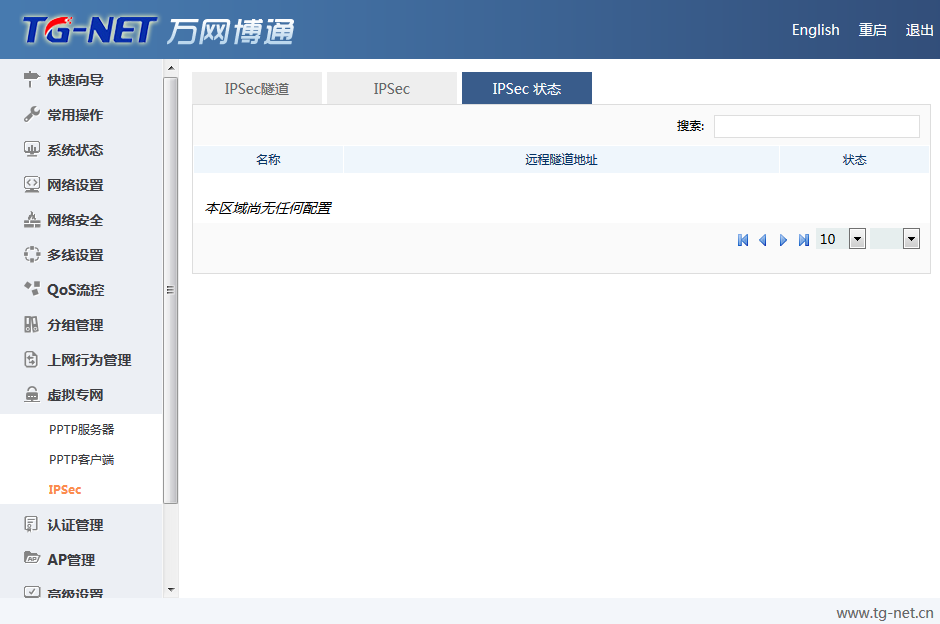 TG-NET 万网博通
English 重启 退出
快速向导
常用操作
系统状态
网络设置
网络安全
多线设置
QoS流控
分组管理
上网行为管理
虚拟专网
PPTP服务器
PPTP客户端
IPSec
认证管理
AP管理
高级设置
IPSec隧道 IPSec IPSec 状态
搜索:
名称 远程隧道地址 状态
本区域尚无任何配置
10
www.tg-net.cn